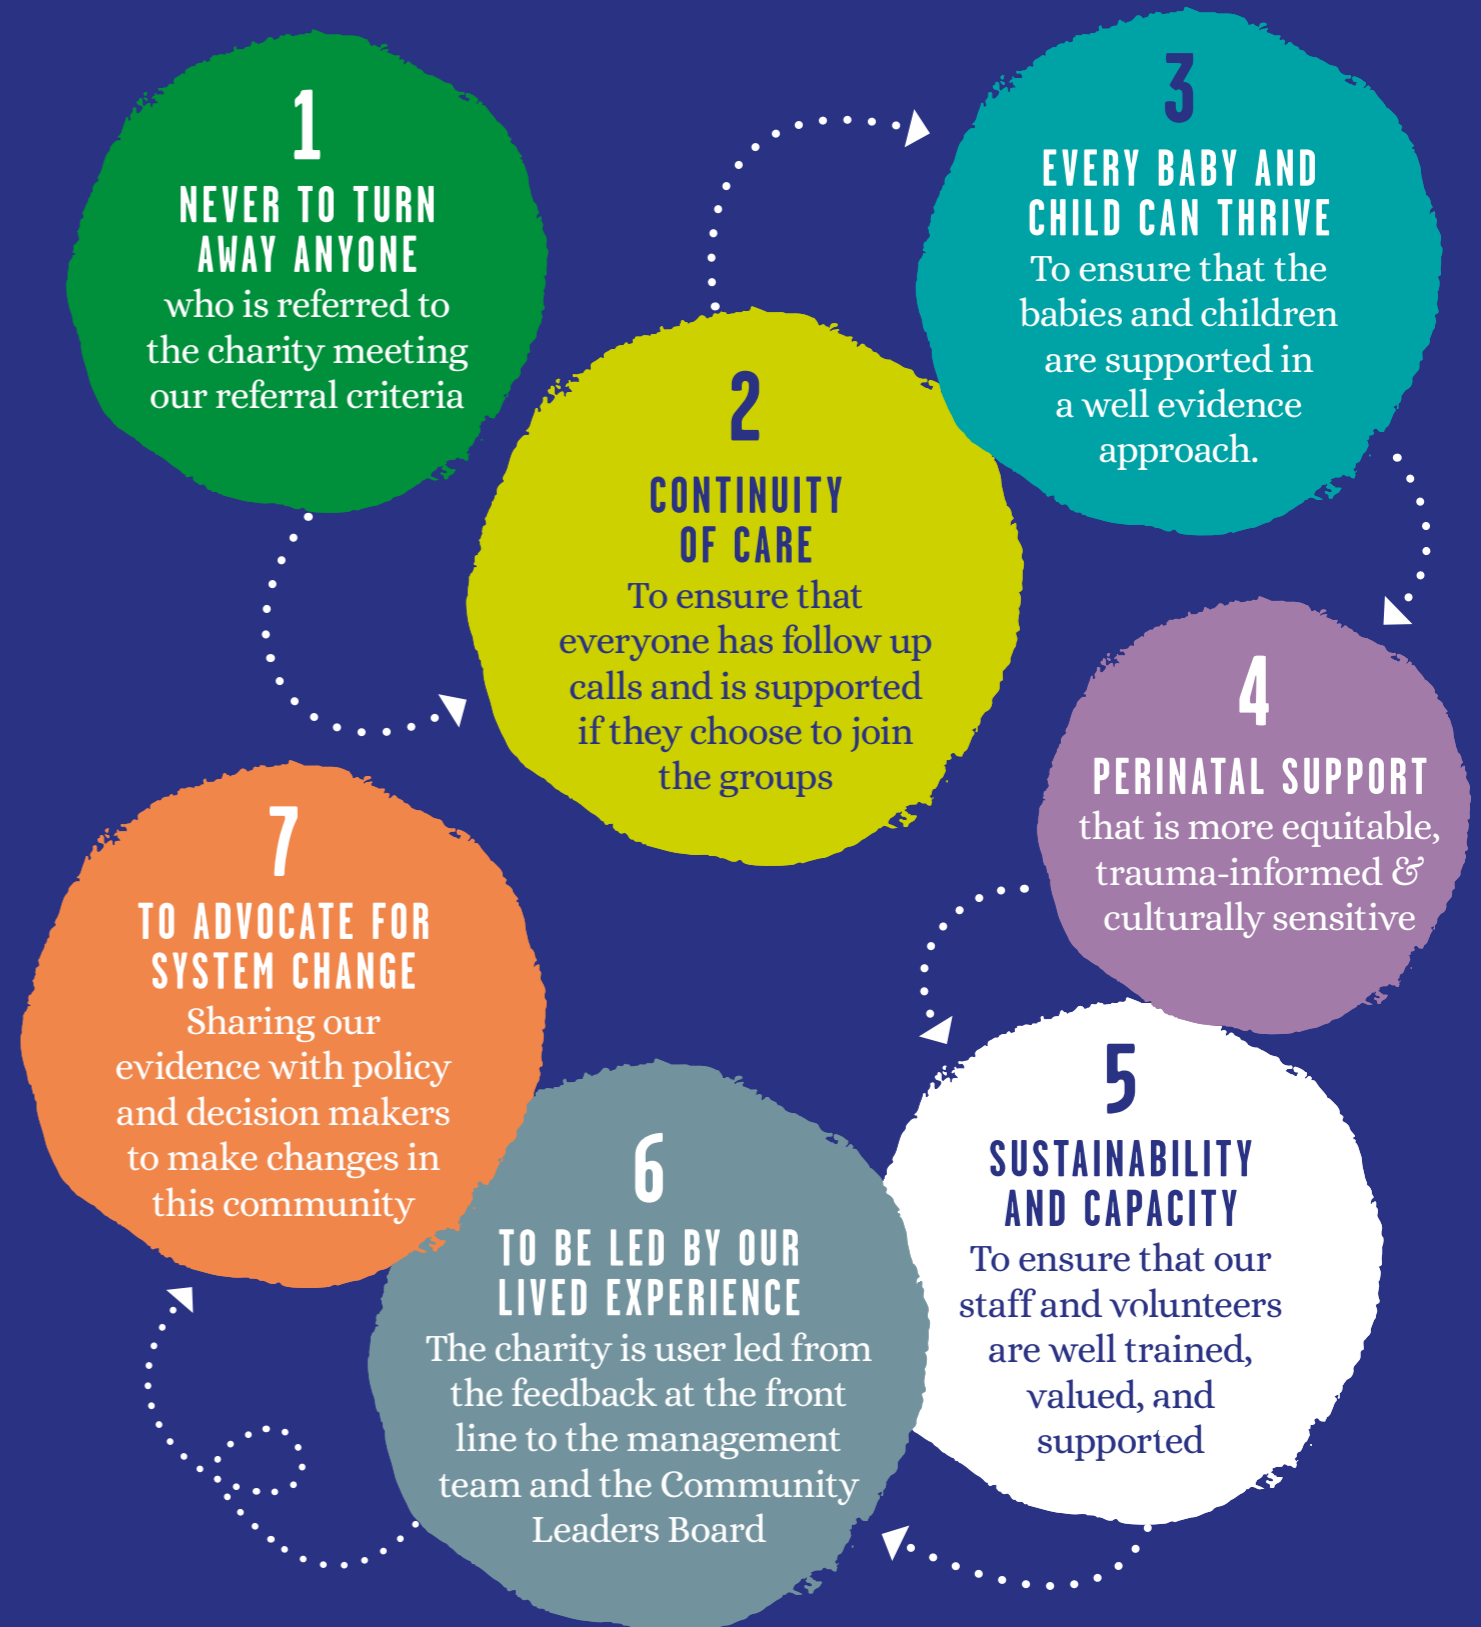 1
NEVER TO TURN
AWAY ANYONE
who is referred to
the charity meeting
our referral criteria
2
CONTINUITY
OF CARE
To ensure that
everyone has follow up
calls and is supported
if they choose to join
the groups
3
EVERY BABY AND
CHILD CAN THRIVE
To ensure that the
babies and children
are supported in
a well evidence
approach.
4
PERINATAL SUPPORT
that is more equitable,
trauma-informed &
culturally sensitive
5
SUSTAINABILITY
AND CAPACITY
To ensure that our
staff and volunteers
are well trained,
valued, and
supported
6
TO BE LED BY OUR
LIVED EXPERIENCE
The charity is user led from
the feedback at the front
line to the management
team and the Community
Leaders Board
7
TO ADVOCATE FOR
SYSTEM CHANGE
Sharing our
evidence with policy
and decision makers
to make changes in
this community